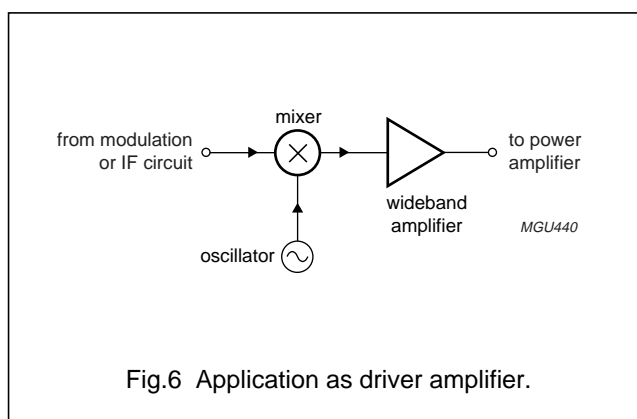 mixer
from modulation
or IF circuit
to power
amplifier
wideband
amplifier
MGU440
oscillator
Fig.6 Application as driver amplifier.